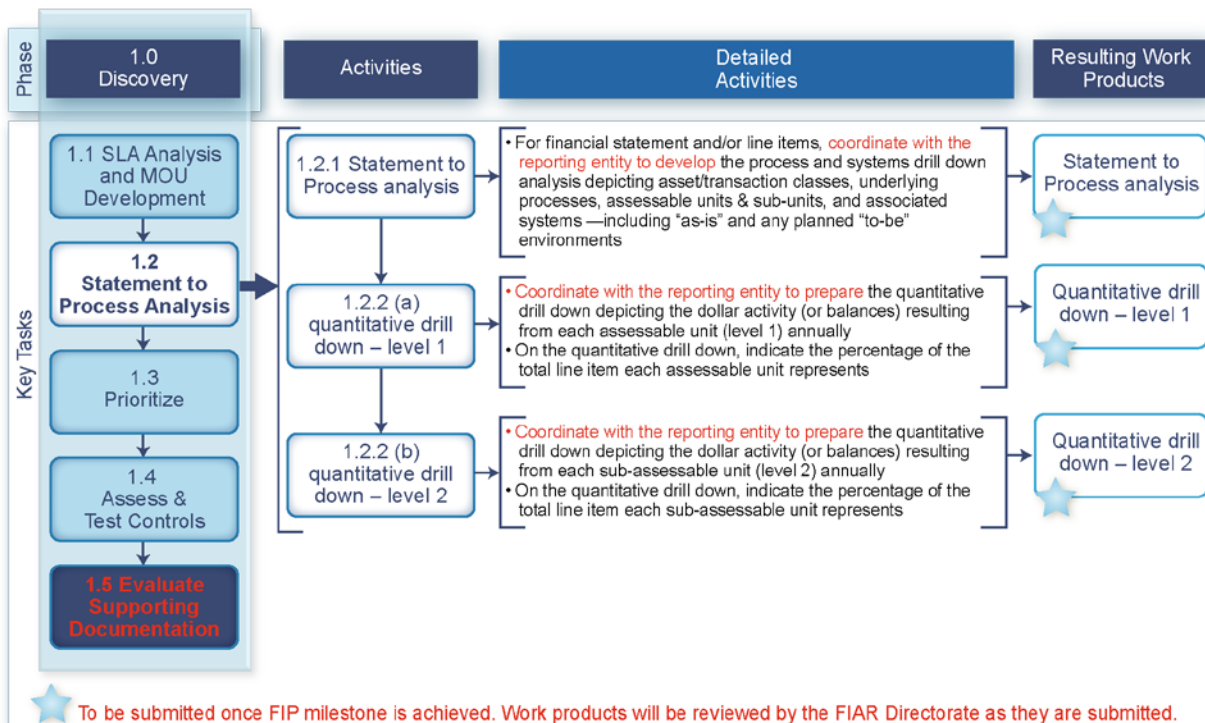 Phase
1.0
Discovery
Activities
Detailed
Activities
Resulting Work
Products
Key Tasks
1.1 SLA Analysis
and MOU
Development
1.2
Statement to
Process Analysis
1.3
Prioritize
1.4
Assess &
Test Controls
1.5 Evaluate
Supporting
Documentation
1.2.1 Statement to
Process analysis
• For financial statement and/or line items, coordinate with the
reporting entity to develop the process and systems drill down
analysis depicting asset/transaction classes, underlying
processes, assessable units & sub-units, and associated
systems —including “as-is” and any planned “to-be”
environments
Statement to
Process analysis
1.2.2 (a)
quantitative drill
down – level 1
• Coordinate with the reporting entity to prepare the quantitative
drill down depicting the dollar activity (or balances) resulting
from each assessable unit (level 1) annually
• On the quantitative drill down, indicate the percentage of the
total line item each assessable unit represents
Quantitative drill
down – level 1
1.2.2 (b)
quantitative drill
down – level 2
• Coordinate with the reporting entity to prepare the quantitative
drill down depicting the dollar activity (or balances) resulting
from each sub-assessable unit (level 2) annually
• On the quantitative drill down, indicate the percentage of the
total line item each sub-assessable unit represents
Quantitative drill
down – level 2
To be submitted once FIP milestone is achieved. Work products will be reviewed by the FIAR Directorate as they are submitted.